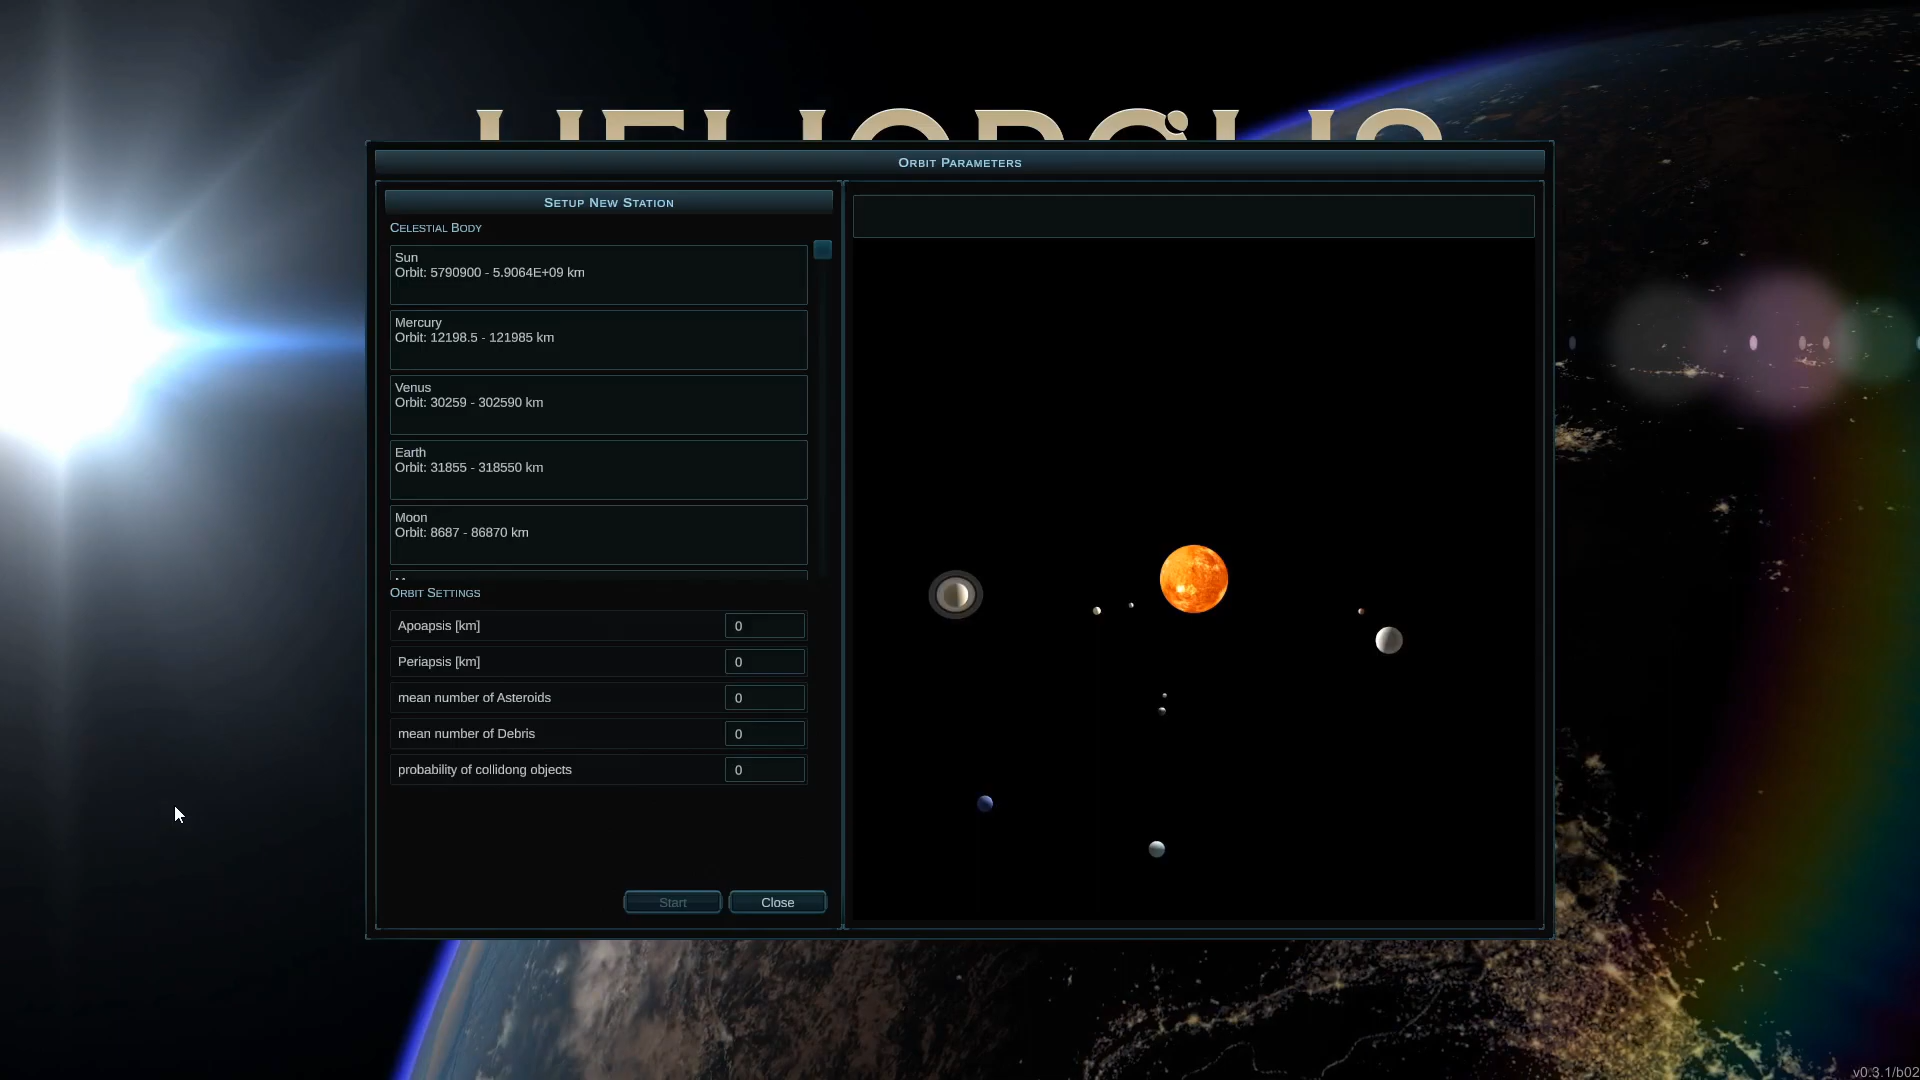 HELIOPOLIS
Orbit Parameters
Setup New Station
Celestial Body
Sun
Orbit: 5790900 - 5.9064E+09 km
Mercury
Orbit: 12198.5 - 121985 km
Venus
Orbit: 30259 - 302590 km
Earth
Orbit: 31855 - 318550 km
Moon
Orbit: 8687 - 86870 km
Orbit Settings
Apoapsis [km] 0
Periapsis [km] 0
mean number of Asteroids 0
mean number of Debris 0
probability of collidong objects 0
Start
Close
v0.3.1/b02